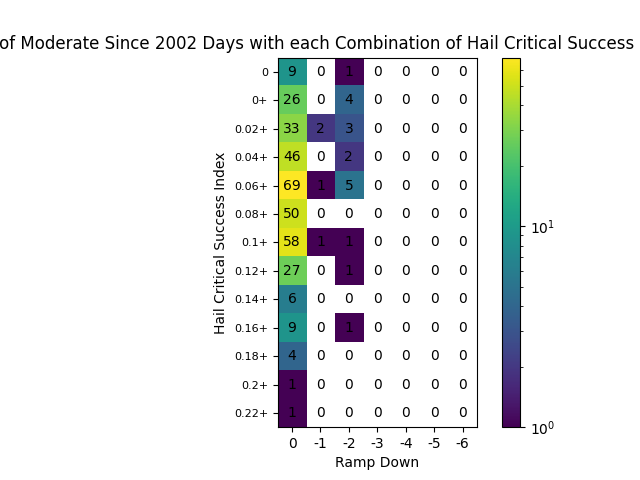 of Moderate Since 2002 Days with each Combination of Hail Critical Success
0 9 0 1 0 0 0 0
0+ 26 0 4 0 0 0 0
0.02+ 33 2 3 0 0 0 0
0.04+ 46 0 2 0 0 0 0
0.06+ 69 1 5 0 0 0 0
0.08+ 50 0 0 0 0 0 0
0.1+ 58 1 1 0 0 0 0
0.12+ 27 0 1 0 0 0 0
0.14+ 6 0 0 0 0 0 0
0.16+ 9 0 1 0 0 0 0
0.18+ 4 0 0 0 0 0 0
0.2+ 1 0 0 0 0 0 0
0.22+ 1 0 0 0 0 0 0
0 -1 -2 -3 -4 -5 -6
Ramp Down
Hail Critical Success Index
10¹
10⁰